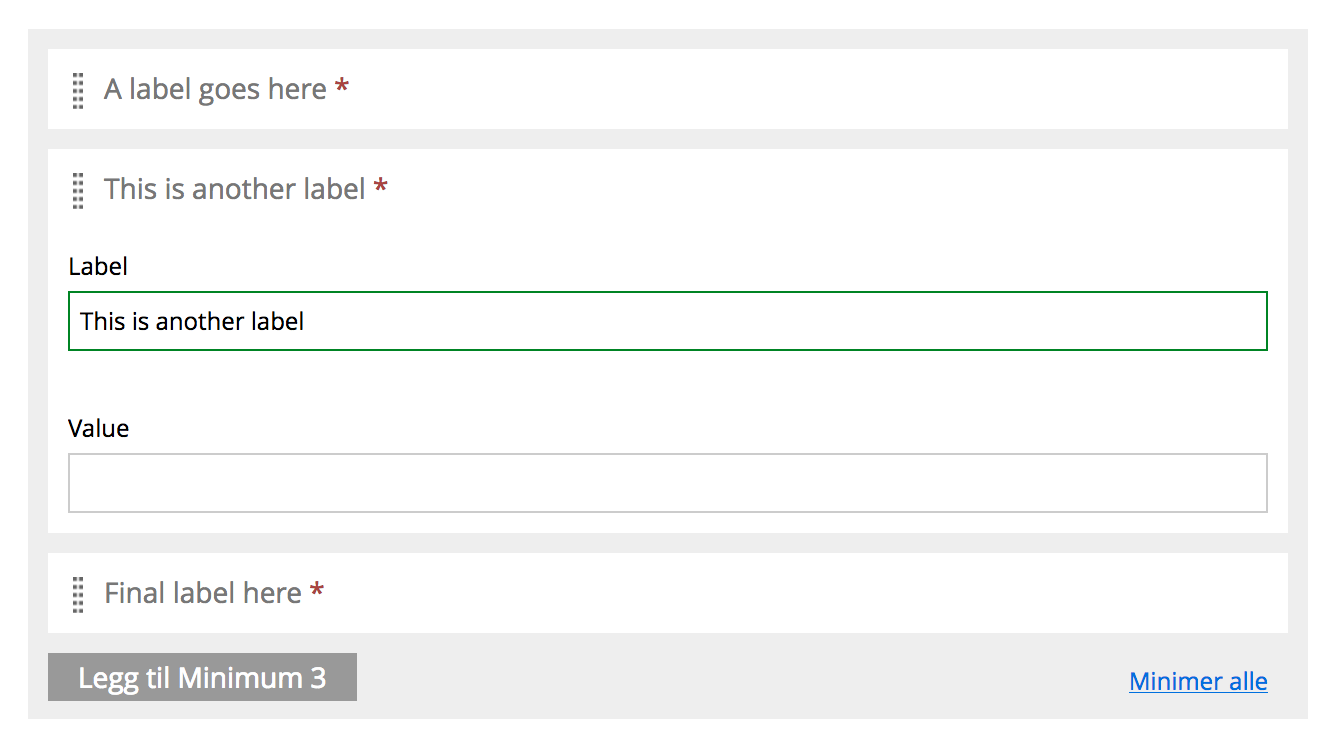 A label goes here *
This is another label *
Label
This is another label
Value
Final label here *
Legg til Minimum 3
Minimer alle